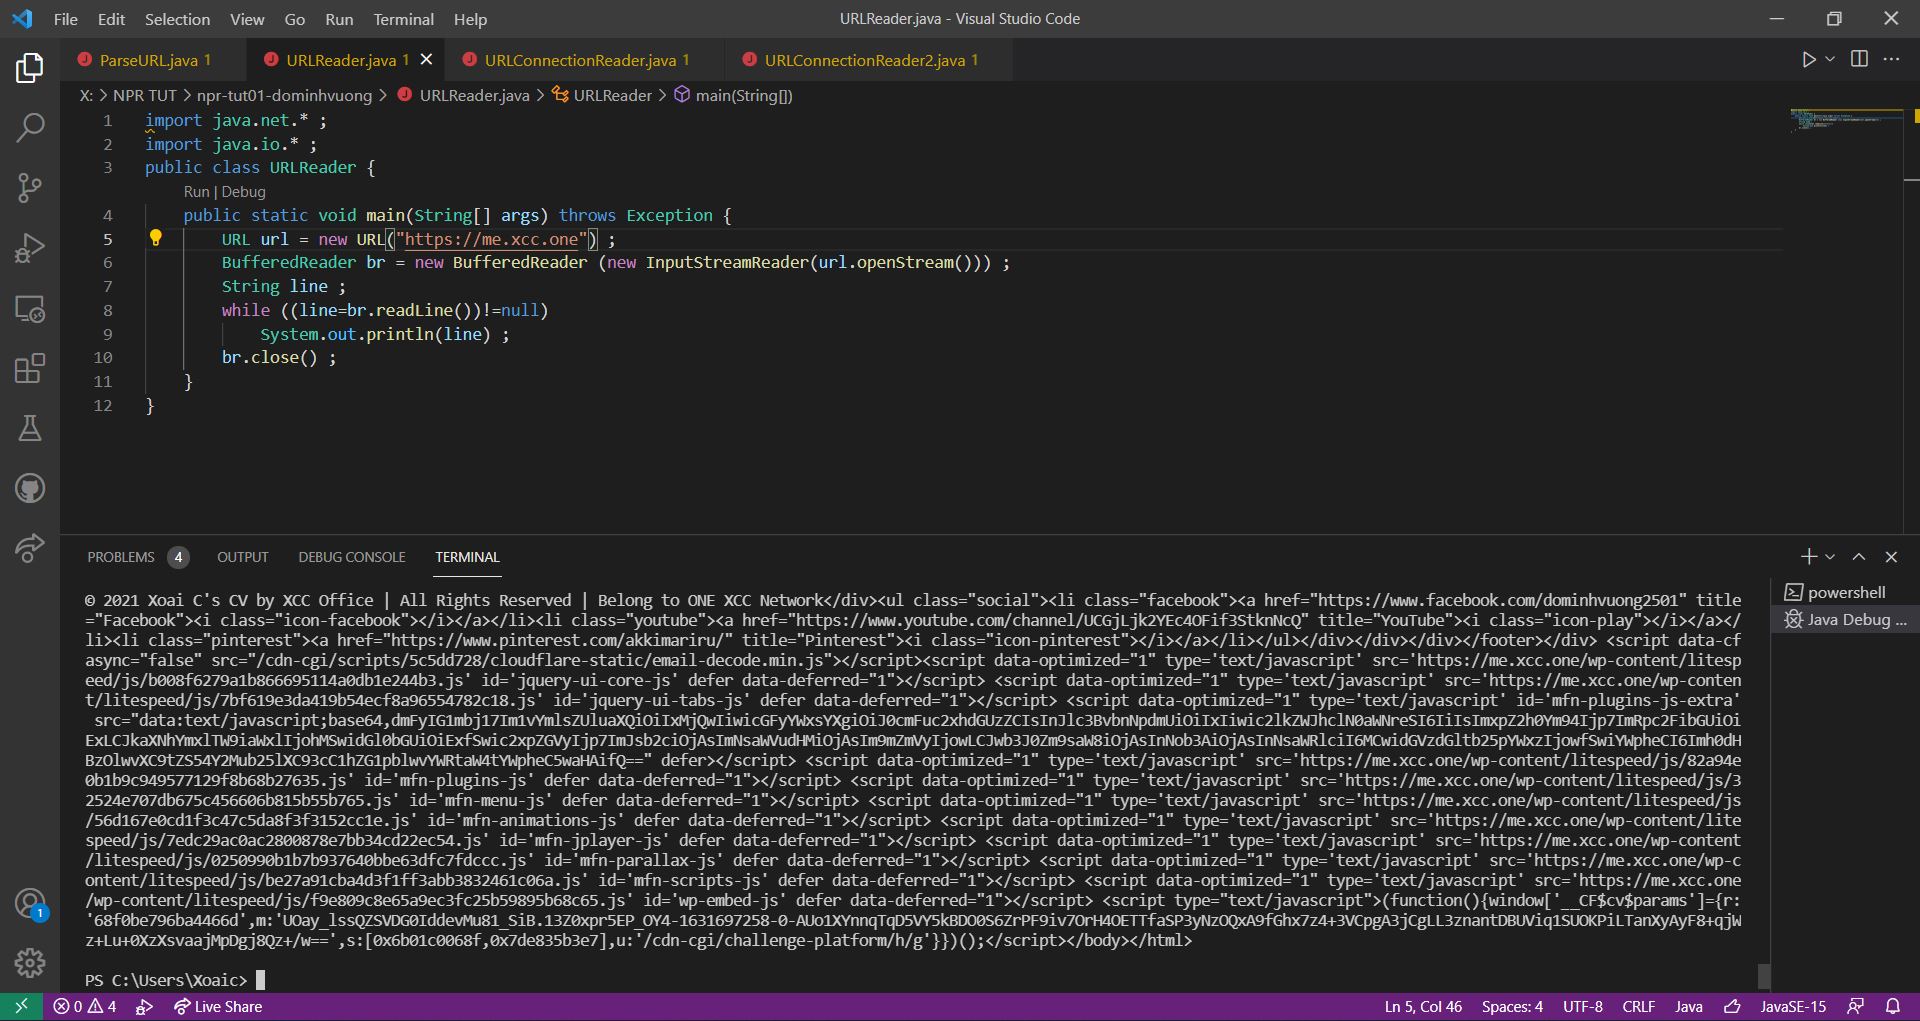 File Edit Selection View Go Run Terminal Help
URLReader.java - Visual Studio Code
ParseURL.java 1
URLReader.java 1
URLConnectionReader.java 1
URLConnectionReader2.java 1
X: > NPR TUT > npr-tut01-dominhvuong > URLReader.java > URLReader > main(String[])
1 import java.net.* ;
2 import java.io.* ;
3 public class URLReader {
Run | Debug
4 public static void main(String[] args) throws Exception {
5 URL url = new URL("https://me.xcc.one") ;
6 BufferedReader br = new BufferedReader (new InputStreamReader(url.openStream())) ;
7 String line ;
8 while ((line=br.readLine())!=null)
9 System.out.println(line) ;
10 br.close() ;
11 }
12 }
PROBLEMS 4 OUTPUT DEBUG CONSOLE TERMINAL
powershell
Java Debug ...
© 2021 Xoai C's CV by XCC Office | All Rights Reserved | Belong to ONE XCC Network</div><ul class="social"><li class="facebook"><a href="https://www.facebook.com/dominhvuong2501" title
="Facebook"><i class="icon-facebook"></i></a></li><li class="youtube"><a href="https://www.youtube.com/channel/UCGjLjk2YEc4OFif3StknNcQ" title="YouTube"><i class="icon-play"></i></a></
li><li class="pinterest"><a href="https://www.pinterest.com/akkimariru/" title="Pinterest"><i class="icon-pinterest"></i></a></li></ul></div></div></div></footer></div> <script data-cf
async="false" src="/cdn-cgi/scripts/5c5dd728/cloudflare-static/email-decode.min.js"></script><script data-optimized="1" type='text/javascript' src='https://me.xcc.one/wp-content/litesp
eed/js/b008f6279a1b866695114a0db1e244b3.js' id='jquery-ui-core-js' defer data-deferred="1"></script> <script data-optimized="1" type='text/javascript' src='https://me.xcc.one/wp-conten
t/litespeed/js/7bf619e3da419b54ecf8a96554782c18.js' id='jquery-ui-tabs-js' defer data-deferred="1"></script> <script data-optimized="1" type='text/javascript' id='mfn-plugins-js-extra'
src="data:text/javascript;base64,dmFyIG1mbj17Im1vYmlsZUluaXQiOiIxMjQwIiwicGFyYWxsYXgiOiJ0cmFuc2xhdGUzZCIsInJlc3BvbnNpdmUiOiIxIiwic2lkZWJhclN0aWNreSI6IiIsImxpZ2h0Ym94Ijp7ImRpc2FibGUiOi
ExLCJkaXNhYmxlTW9iaWxlIjohMSwidGl0bGUiOiExfSwic2xpZGVyIjp7ImJsb2ciOjAsImNsaWVudHMiOjAsIm9mZmVyIjowLCJwb3J0Zm9saW8iOjAsInNob3AiOjAsInNsaWRlciI6MCwidGVzdGltb25pYWxzIjowfSwiYWpheCI6Imh0dH
BzOlwvXC9tZS54Y2Mub25lXC93cC1hZG1pblwvYWRtaW4tYWpheC5waHAifQ==" defer></script> <script data-optimized="1" type='text/javascript' src='https://me.xcc.one/wp-content/litespeed/js/82a94e
0b1b9c949577129f8b68b27635.js' id='mfn-plugins-js' defer data-deferred="1"></script> <script data-optimized="1" type='text/javascript' src='https://me.xcc.one/wp-content/litespeed/js/3
2524e707db675c456606b815b55b765.js' id='mfn-menu-js' defer data-deferred="1"></script> <script data-optimized="1" type='text/javascript' src='https://me.xcc.one/wp-content/litespeed/js
/56d167e0cd1f3c47c5da8f3f3152cc1e.js' id='mfn-animations-js' defer data-deferred="1"></script> <script data-optimized="1" type='text/javascript' src='https://me.xcc.one/wp-content/lite
speed/js/7edc29ac0ac2800878e7bb34cd22ec54.js' id='mfn-jplayer-js' defer data-deferred="1"></script> <script data-optimized="1" type='text/javascript' src='https://me.xcc.one/wp-content
/litespeed/js/0250990b1b7b937640bbe63dfc7fdccc.js' id='mfn-parallax-js' defer data-deferred="1"></script> <script data-optimized="1" type='text/javascript' src='https://me.xcc.one/wp-c
ontent/litespeed/js/be27a91cba4d3f1ff3abb3832461c06a.js' id='mfn-scripts-js' defer data-deferred="1"></script> <script data-optimized="1" type='text/javascript' src='https://me.xcc.one
/wp-content/litespeed/js/f9e809c8e65a9ec3fc25b59895b68c65.js' id='wp-embed-js' defer data-deferred="1"></script> <script type="text/javascript">(function(){window['__CF$cv$params']={r:
'68f0be796ba4466d',m:'UOay_lssQZSVDG0IddevMu81_SiB.13Z0xpr5EP_OY4-1631697258-0-AUo1XYnnqTqD5VY5kBDO0S6ZrPF9iv7OrH4OETTfaSP3yNzOQxA9fGhx7z4+3VCpgA3jCgLL3znantDBUViq1SUOKPiLTanXyAyF8+qjW
z+Lu+0XzXsvaajMpDgj8Qz+/w==',s:[0x6b01c0068f,0x7de835b3e7],u:'/cdn-cgi/challenge-platform/h/g'}})();</script></body></html>
PS C:\Users\Xoaic>
1
0 4 Live Share
Ln 5, Col 46 Spaces: 4 UTF-8 CRLF Java JavaSE-15